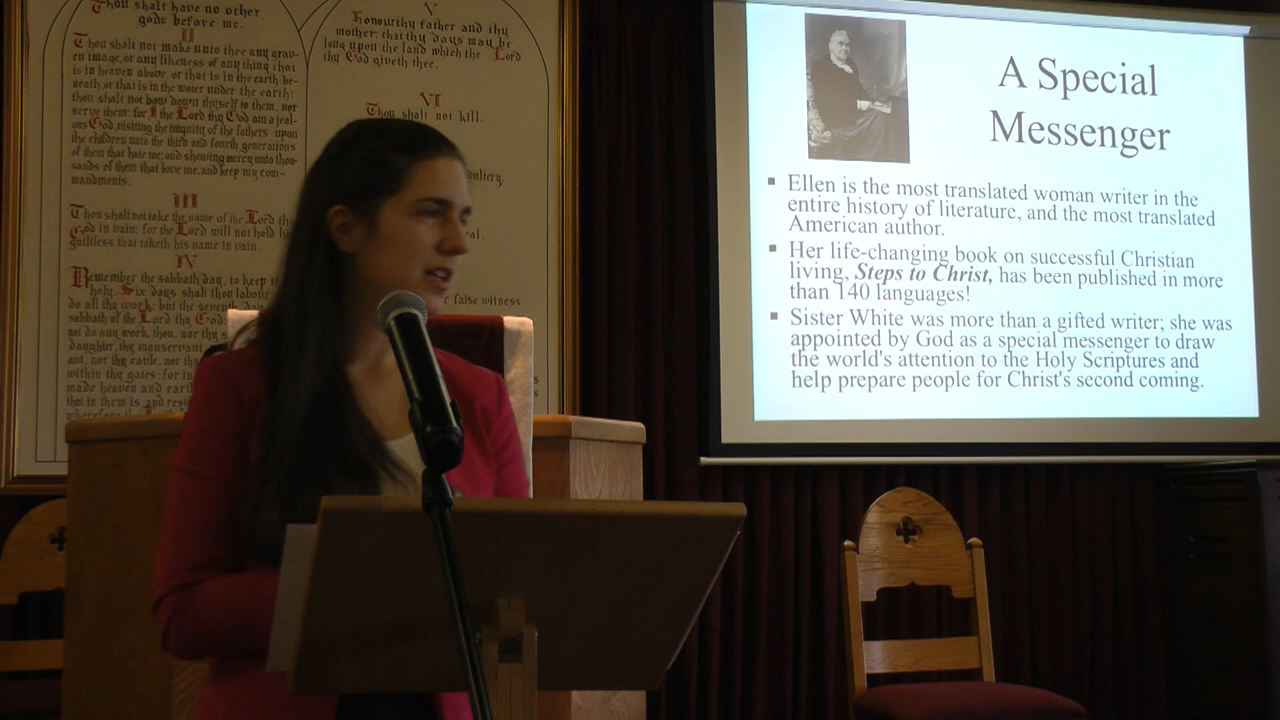 Thou shalt have no other
gods before me.
II
Thou shalt not make unto thee any grav-
en image, or any likeness of any thing that
is in heaven above, or that is in the earth be-
neath, or that is in the water under the earth:
thou shalt not bow down thyself to them, nor
serve them: for I the Lord thy God am a jeal-
ous God, visiting the iniquity of the fathers upon
the children unto the third and fourth generations
of them that hate me: and shewing mercy unto thou-
sands of them that love me, and keep my com-
mandments.
III
Thou shalt not take the name of the Lord thy
God in vain: for the Lord will not hold hi
guiltless that taketh his name in vain.
IV
Remember the sabbath day, to keep it
holy. Six days shalt thou labour
do all thy work: but the seventh day
sabbath of the Lord thy God:
not do any work, thou, nor thy s
daughter, thy manservant
ant, nor thy cattle, nor thy
within thy gates: for in
made heaven and eart
that in them is, and res
wherefore the
V
Honour thy father and thy
mother: that thy days may be
long upon the land which the Lord
thy God giveth thee.
VI
Thou shalt not kill.
ultery.
al.
r false witness
s
A Special
Messenger
▪ Ellen is the most translated woman writer in the
entire history of literature, and the most translated
American author.
▪ Her life-changing book on successful Christian
living, Steps to Christ, has been published in more
than 140 languages!
▪ Sister White was more than a gifted writer; she was
appointed by God as a special messenger to draw
the world's attention to the Holy Scriptures and
help prepare people for Christ's second coming.